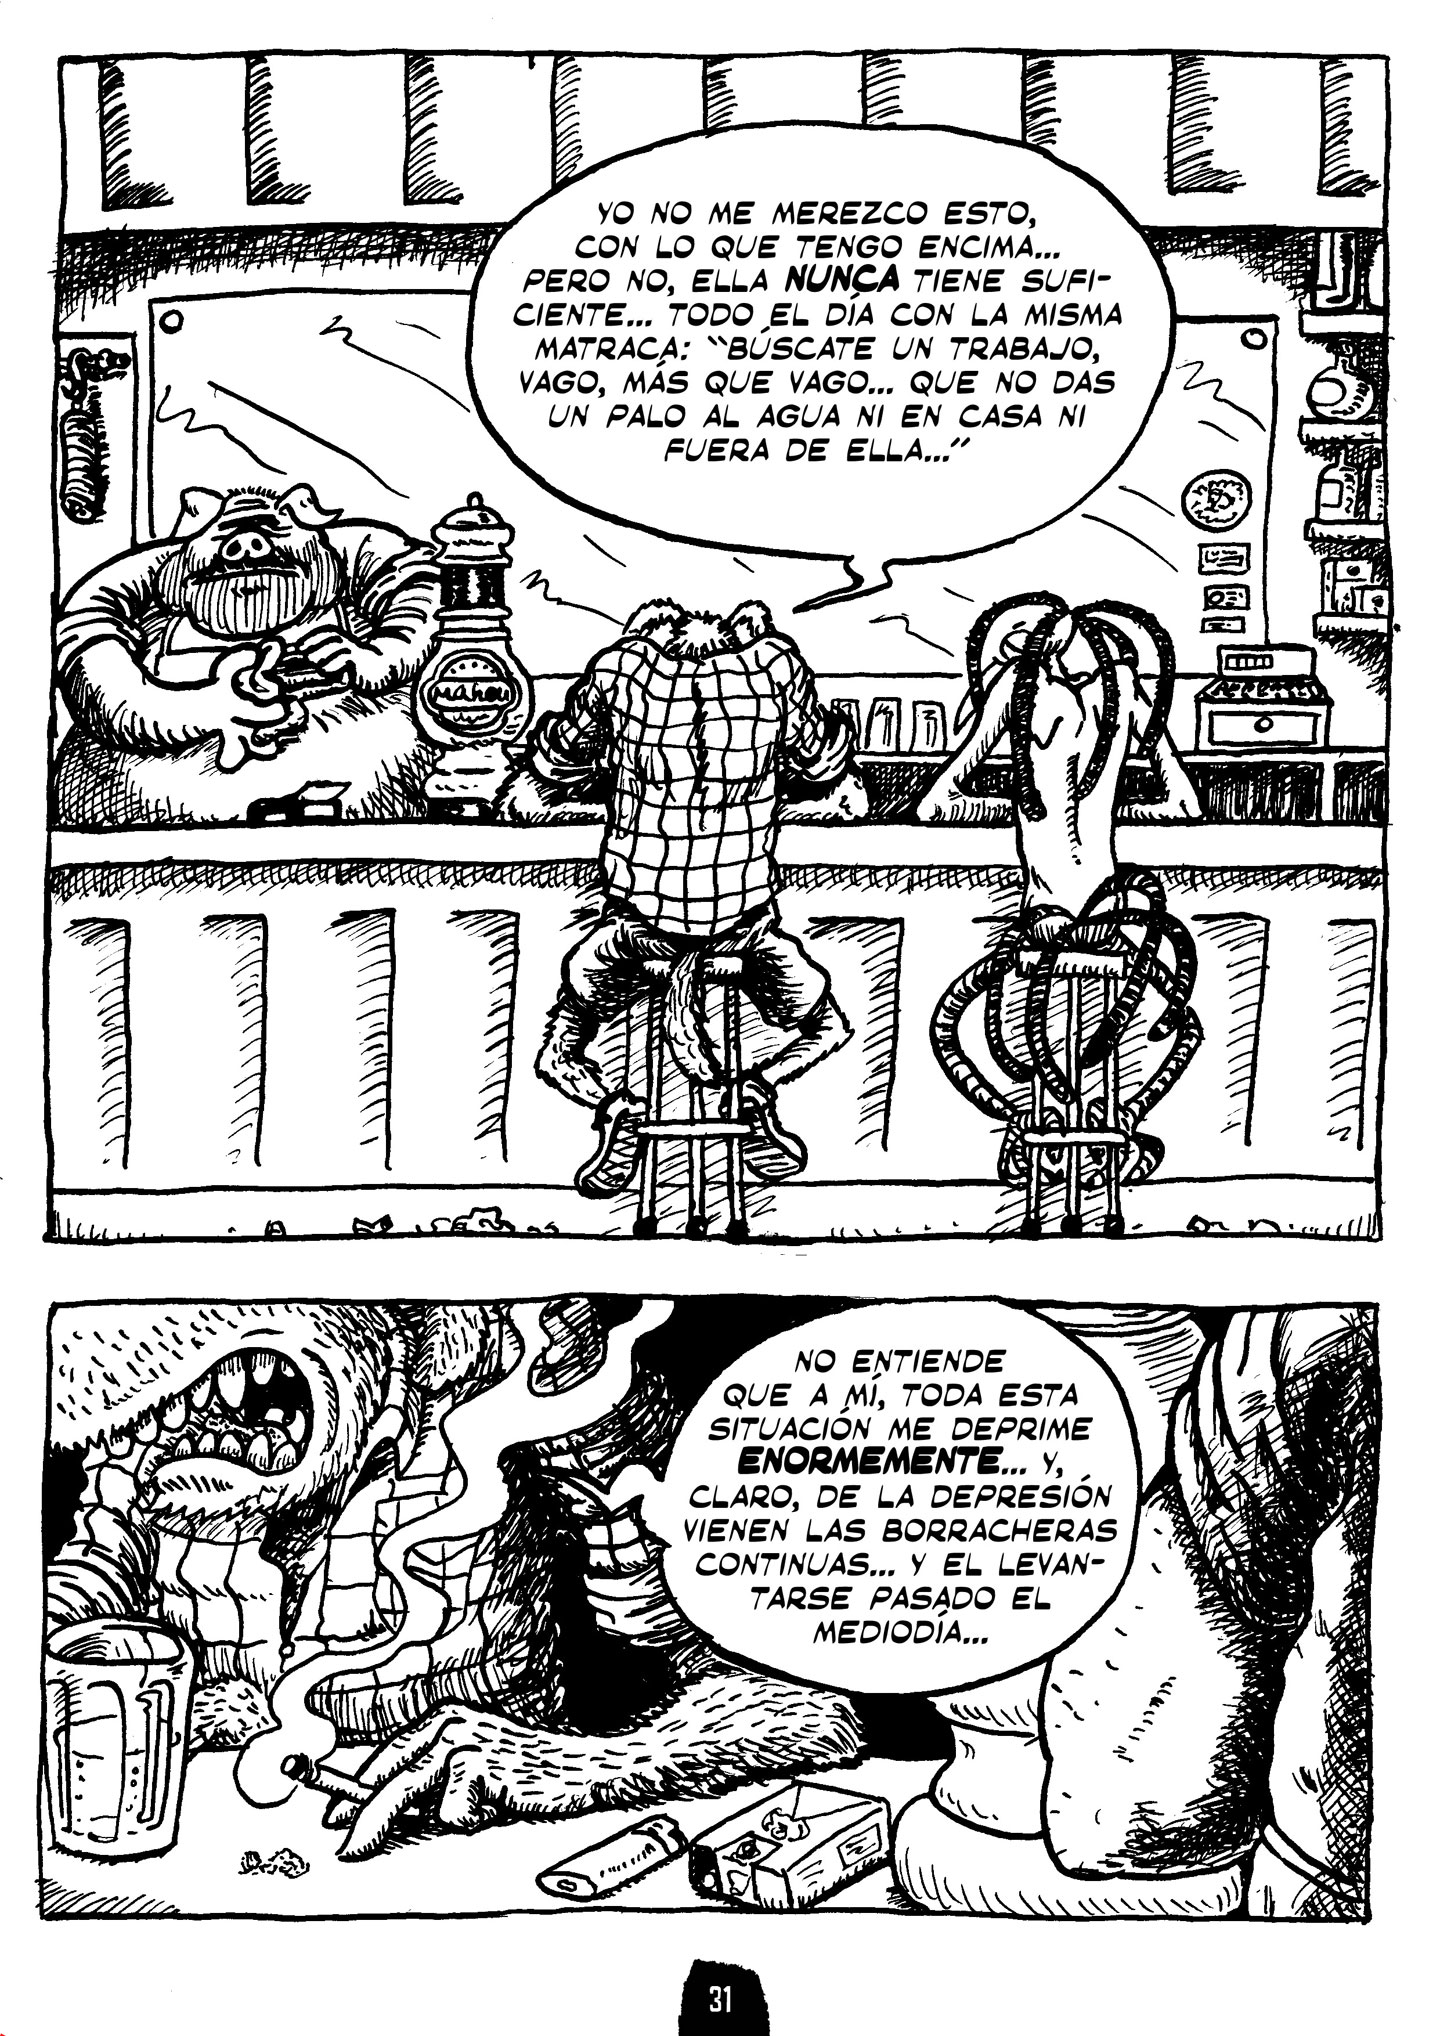 YO NO ME MEREZCO ESTO,
CON LO QUE TENGO ENCIMA...
PERO NO, ELLA NUNCA TIENE SUFI-
CIENTE... TODO EL DÍA CON LA MISMA
MATRACA: “BÚSCATE UN TRABAJO,
VAGO, MÁS QUE VAGO... QUE NO DAS
UN PALO AL AGUA NI EN CASA NI
FUERA DE ELLA...”
Mahou
NO ENTIENDE
QUE A MÍ, TODA ESTA
SITUACIÓN ME DEPRIME
ENORMEMENTE... Y,
CLARO, DE LA DEPRESIÓN
VIENEN LAS BORRACHERAS
CONTINUAS... Y EL LEVAN-
TARSE PASADO EL
MEDIODÍA...
31